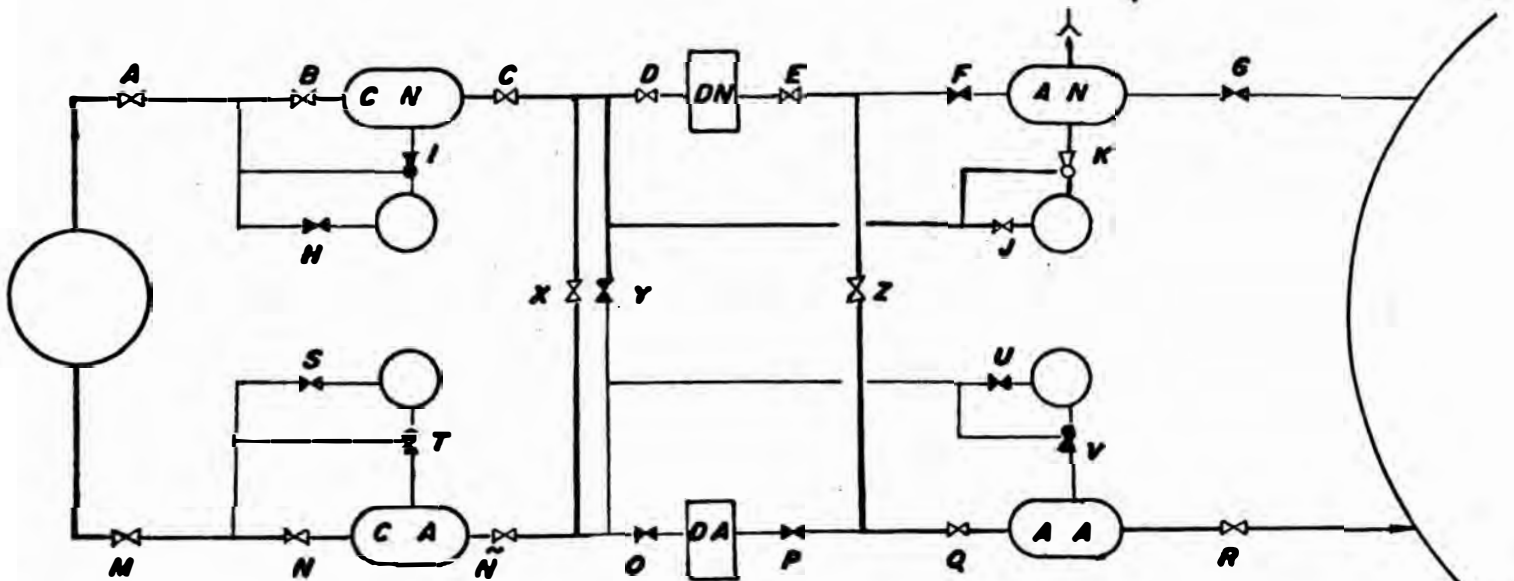 A B C D E F G
C N DN A N
I K
H J
X Y Z
S U
T V
C A DA A A
M N Ñ O P Q R